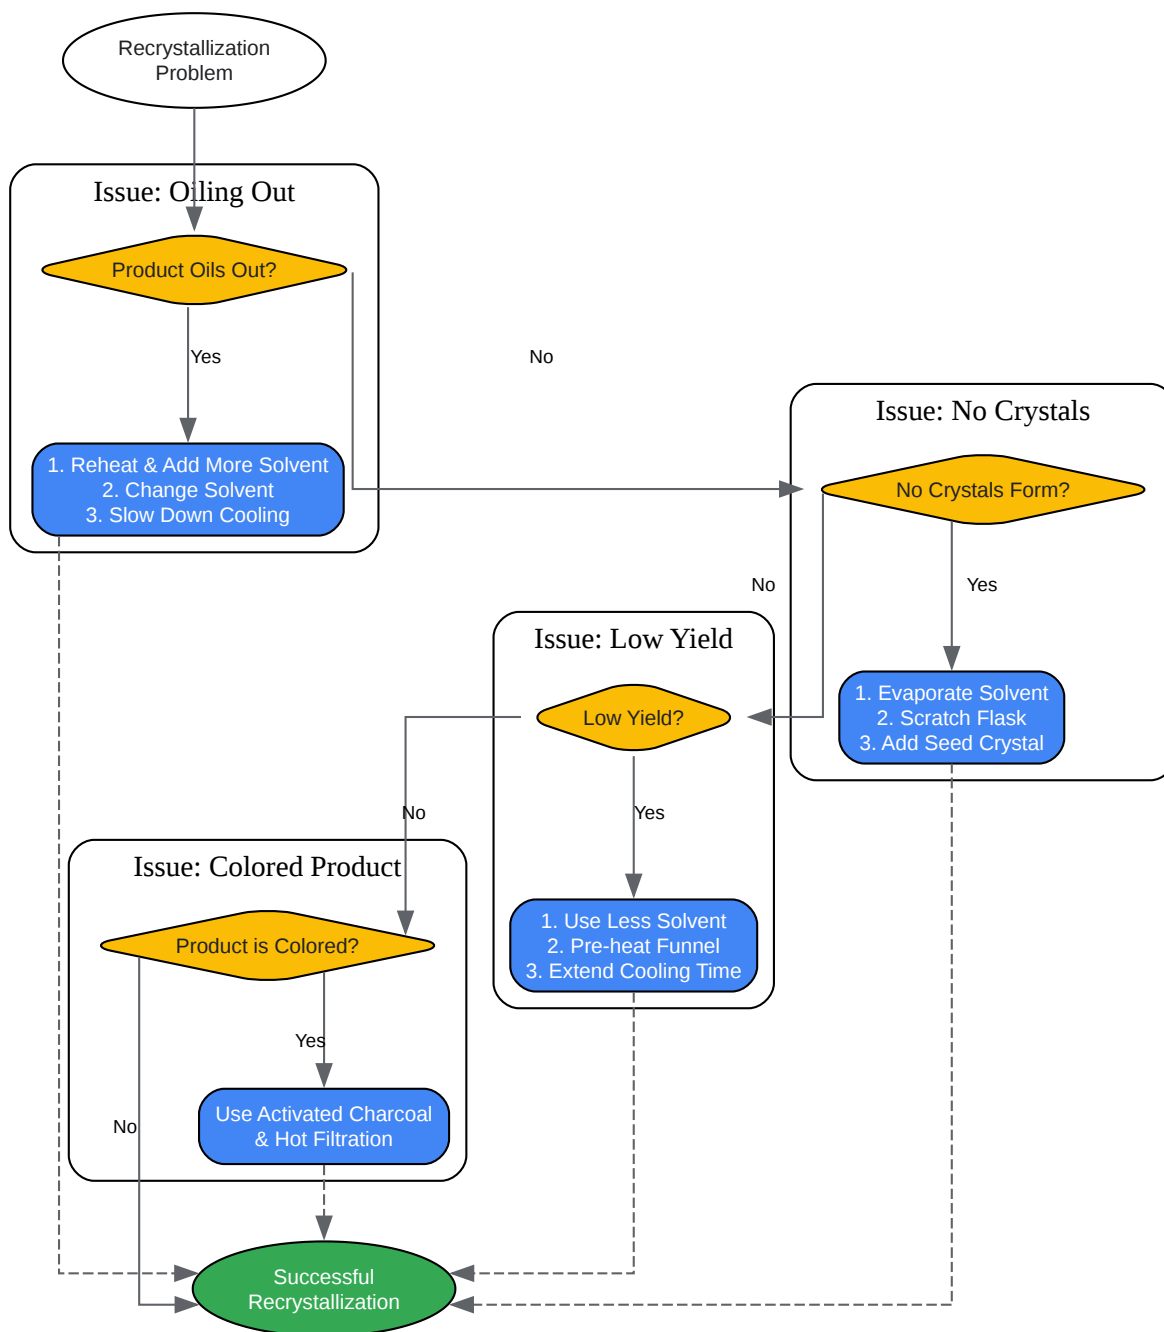 Recrystallization
Problem
Issue: Oiling Out
Product Oils Out?
Yes
No
1. Reheat & Add More Solvent
2. Change Solvent
3. Slow Down Cooling
Issue: No Crystals
No Crystals Form?
No
Yes
1. Evaporate Solvent
2. Scratch Flask
3. Add Seed Crystal
Issue: Low Yield
Low Yield?
No
Yes
1. Use Less Solvent
2. Pre-heat Funnel
3. Extend Cooling Time
Issue: Colored Product
Product is Colored?
Yes
No
Use Activated Charcoal
& Hot Filtration
Successful
Recrystallization